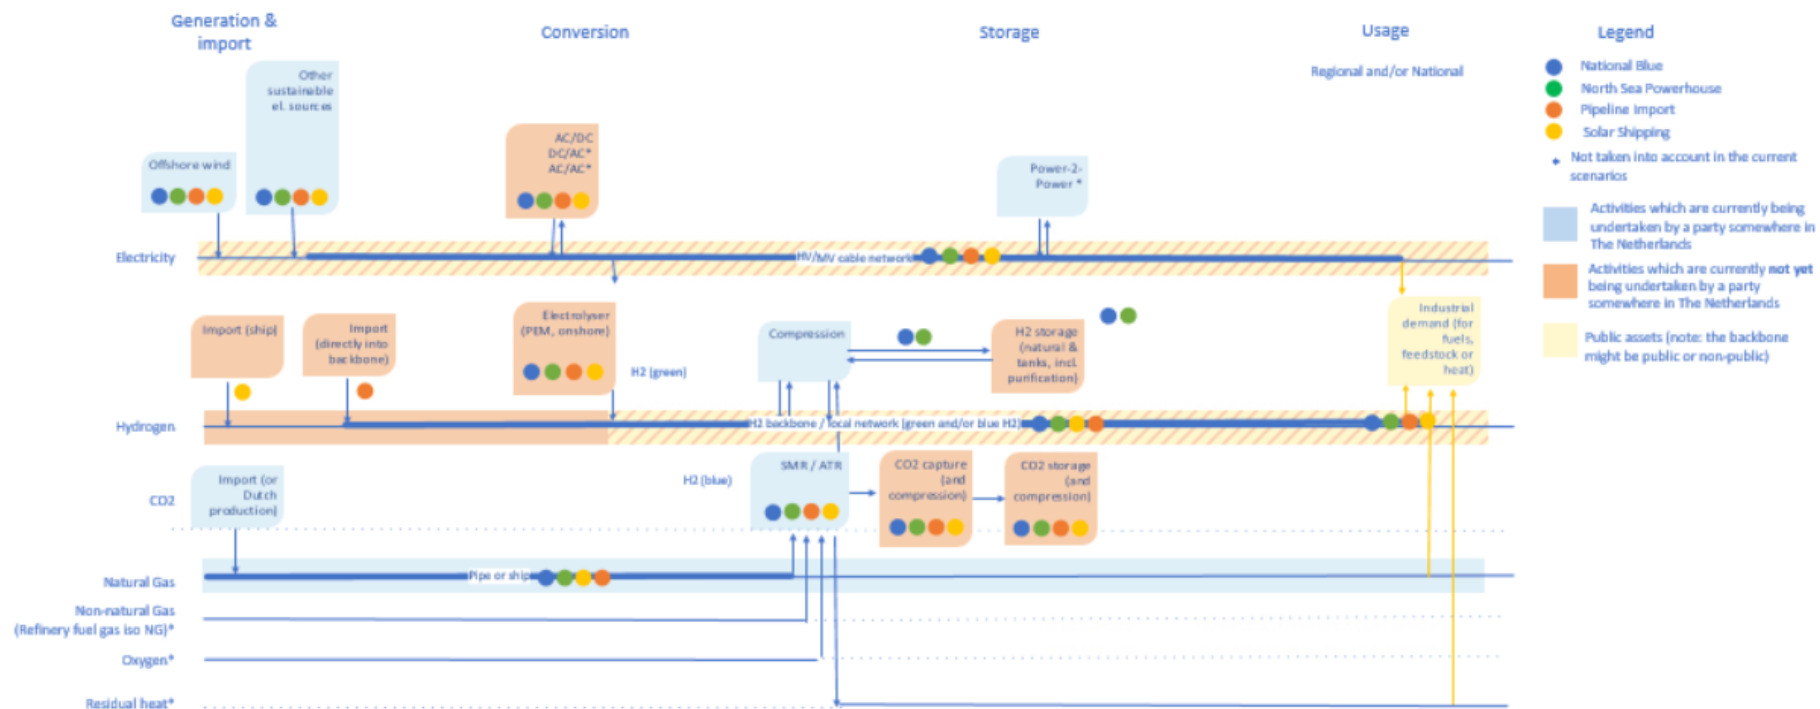 Generation &
import
Conversion
Storage
Usage
Legend
Regional and/or National
National Blue
North Sea Powerhouse
Pipeline Import
Solar Shipping
Not taken into account in the current
scenarios
Activities which are currently being
undertaken by a party somewhere in
The Netherlands
Activities which are currently not yet
being undertaken by a party
somewhere in The Netherlands
Public assets (note: the backbone
might be public or non-public)
Other
sustainable
el. sources
Offshore wind
AC/DC
DC/AC*
AC/AC*
Power-2-
Power *
Electricity
HV/MV cable network
Import (ship)
Import
(directly into
backbone)
Electrolyser
(PEM, onshore)
H2 (green)
Compression
H2 storage
(natural &
tanks, incl.
purification)
Industrial
demand (for
fuels,
feedstock or
heat)
Hydrogen
H2 backbone / local network (green and/or blue H2)
CO2
Import (or
Dutch
production)
H2 (blue)
SMR / ATR
CO2 capture
(and
compression)
CO2 storage
(and
compression)
Natural Gas
Pipe or ship
Non-natural Gas
(Refinery fuel gas iso NG)*
Oxygen*
Residual heat*